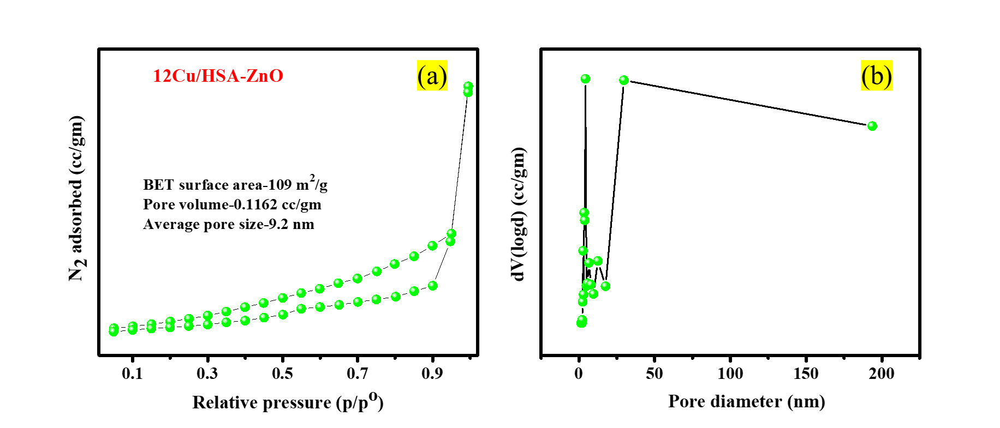 12Cu/HSA-ZnO
(a)
BET surface area-109 m²/g
Pore volume-0.1162 cc/gm
Average pore size-9.2 nm
N₂ adsorbed (cc/gm)
0.1 0.3 0.5 0.7 0.9
Relative pressure (p/p⁰)
(b)
dV(logd) (cc/gm)
0 50 100 150 200
Pore diameter (nm)